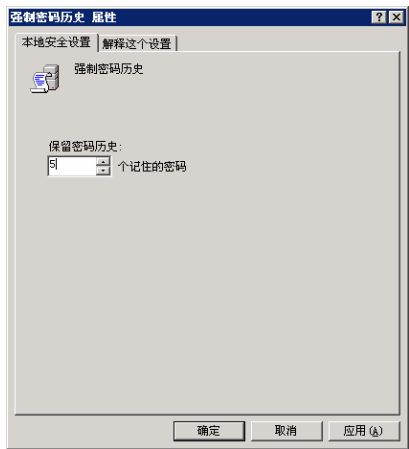 强制密码历史 属性
本地安全设置 解释这个设置
强制密码历史
保留密码历史:
5 个记住的密码
确定 取消 应用(A)